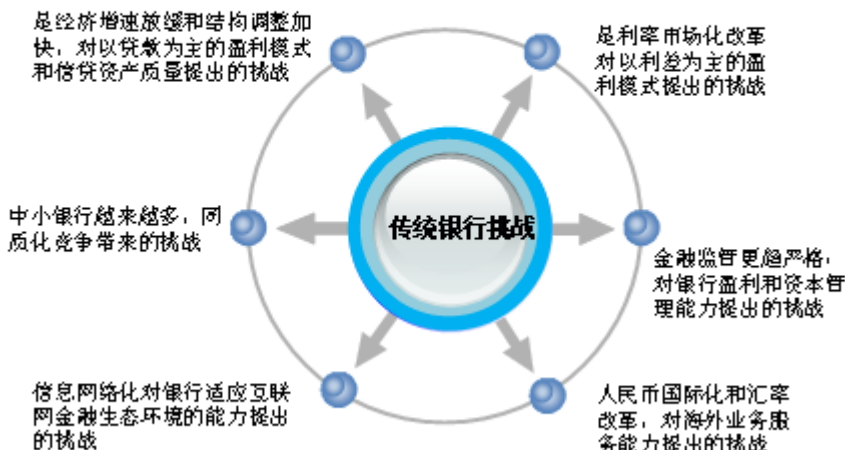 是经济增速放缓和结构调整加
快，对以贷款为主的盈利模式
和信贷资产质量提出的挑战
是利率市场化改革
对以利差为主的盈
利模式提出的挑战
中小银行越来越多，同
质化竞争带来的挑战
传统银行挑战
金融监管更趋严格，
对银行盈利和资本管
理能力提出的挑战
信息网络化对银行适应互联
网金融生态环境的能力提出
的挑战
人民币国际化和汇率
改革，对海外业务服
务能力提出的挑战